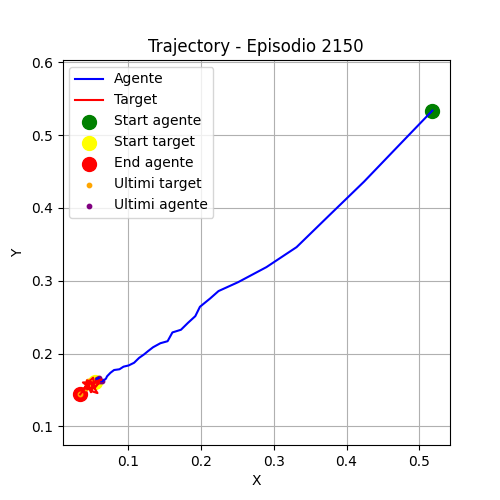 Trajectory - Episodio 2150
Agente
Target
Start agente
Start target
End agente
Ultimi target
Ultimi agente
0.6
0.5
0.4
0.3
0.2
0.1
Y
0.1
0.2
0.3
0.4
0.5
X